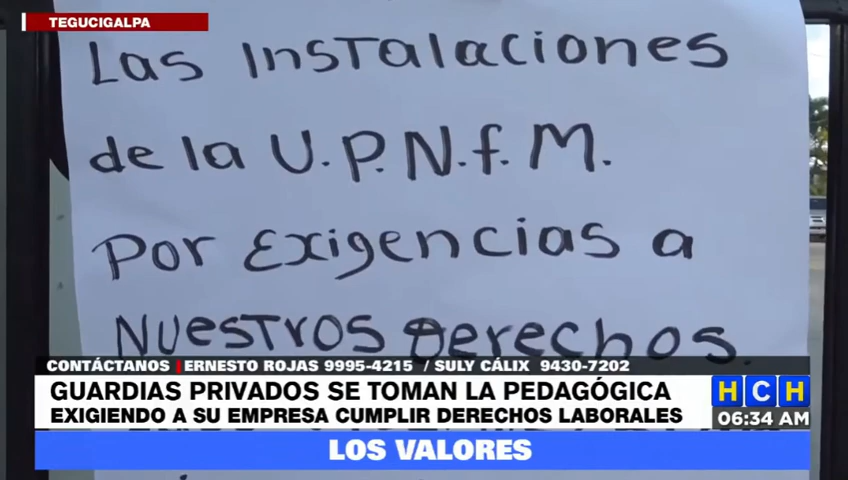 TEGUCIGALPA
Las Instalaciones
de la U.P.N.f.M.
Por Exigencias a
Nuestros Derechos.
CONTÁCTANOS ERNESTO ROJAS 9995-4215 / SULY CÁLIX 9430-7202
GUARDIAS PRIVADOS SE TOMAN LA PEDAGÓGICA
EXIGIENDO A SU EMPRESA CUMPLIR DERECHOS LABORALES
HCH
06:34 AM
LOS VALORES